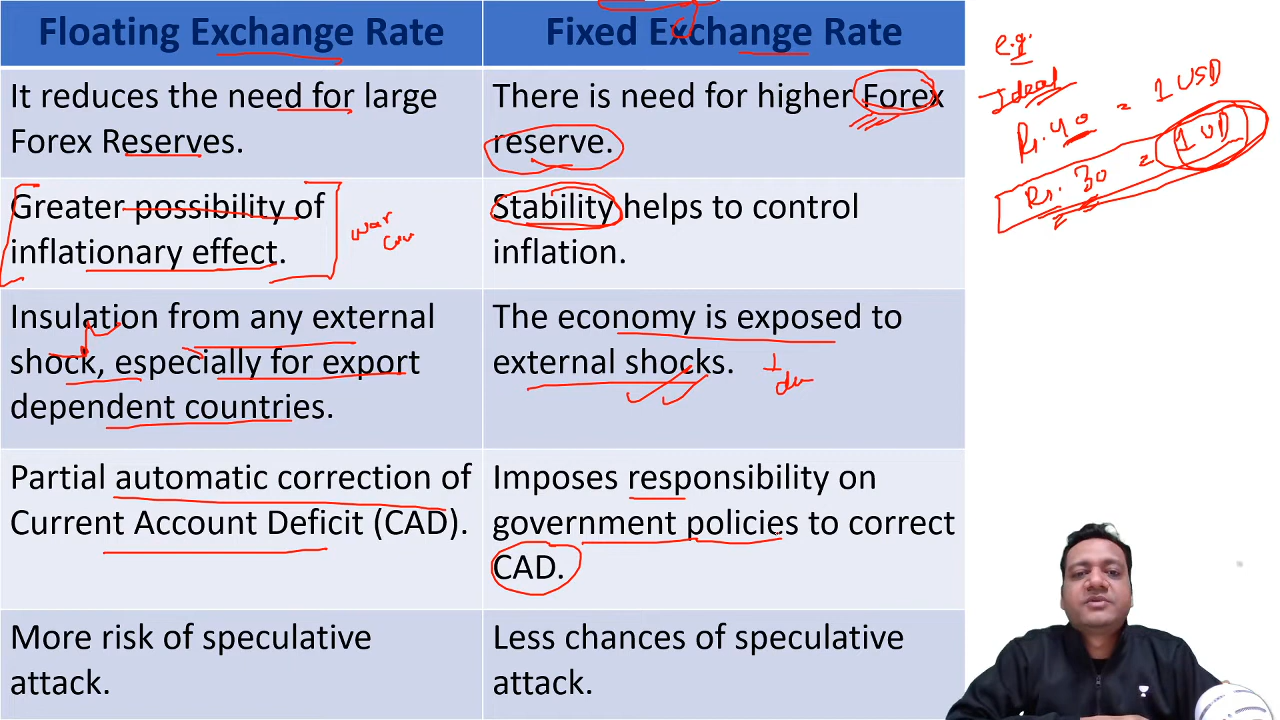 Floating Exchange Rate
Fixed Exchange Rate
It reduces the need for large
Forex Reserves.
There is need for higher Forex
reserve.
Greater possibility of
inflationary effect.
Stability helps to control
inflation.
Insulation from any external
shock, especially for export
dependent countries.
The economy is exposed to
external shocks.
Partial automatic correction of
Current Account Deficit (CAD).
Imposes responsibility on
government policies to correct
CAD.
More risk of speculative
attack.
Less chances of speculative
attack.
e.g.
Ideal
Rs. 40 = 1 USD
Rs. 30 = 1 UD
war